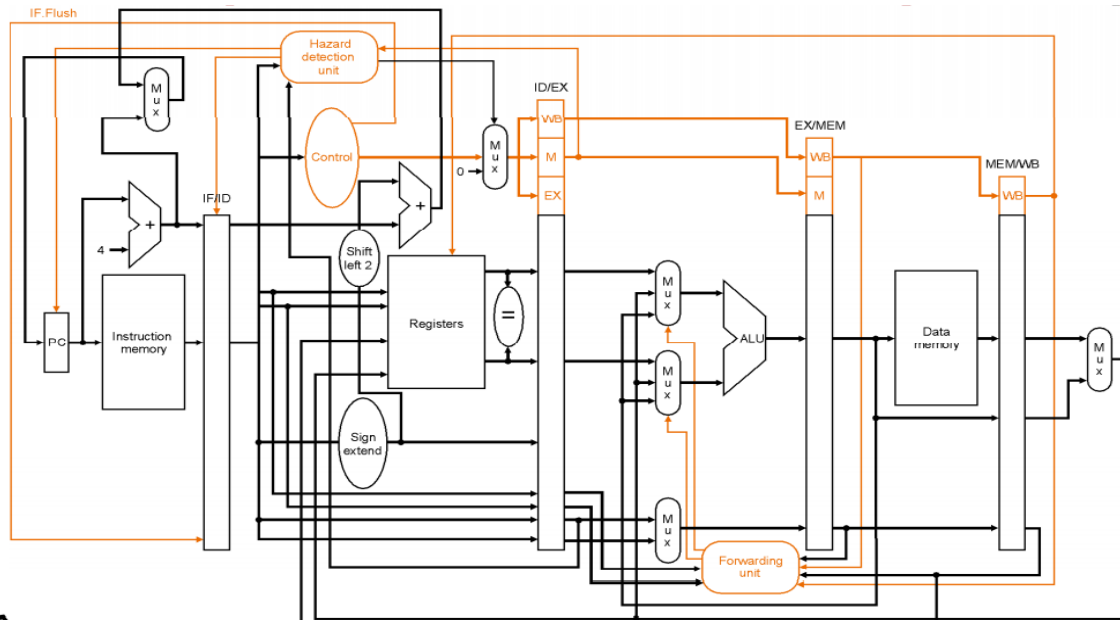 IF.Flush
Hazard
detection
unit
ID/EX
M
u
x
WB
EX/MEM
Control
M
u
x
M
WB
MEM/WB
0
EX
M
WB
IF/ID
+
+
4
Shift
left 2
PC
Instruction
memory
Registers
=
M
u
x
ALU
Data
memory
M
u
x
M
u
x
Sign
extend
M
u
x
Forwarding
unit